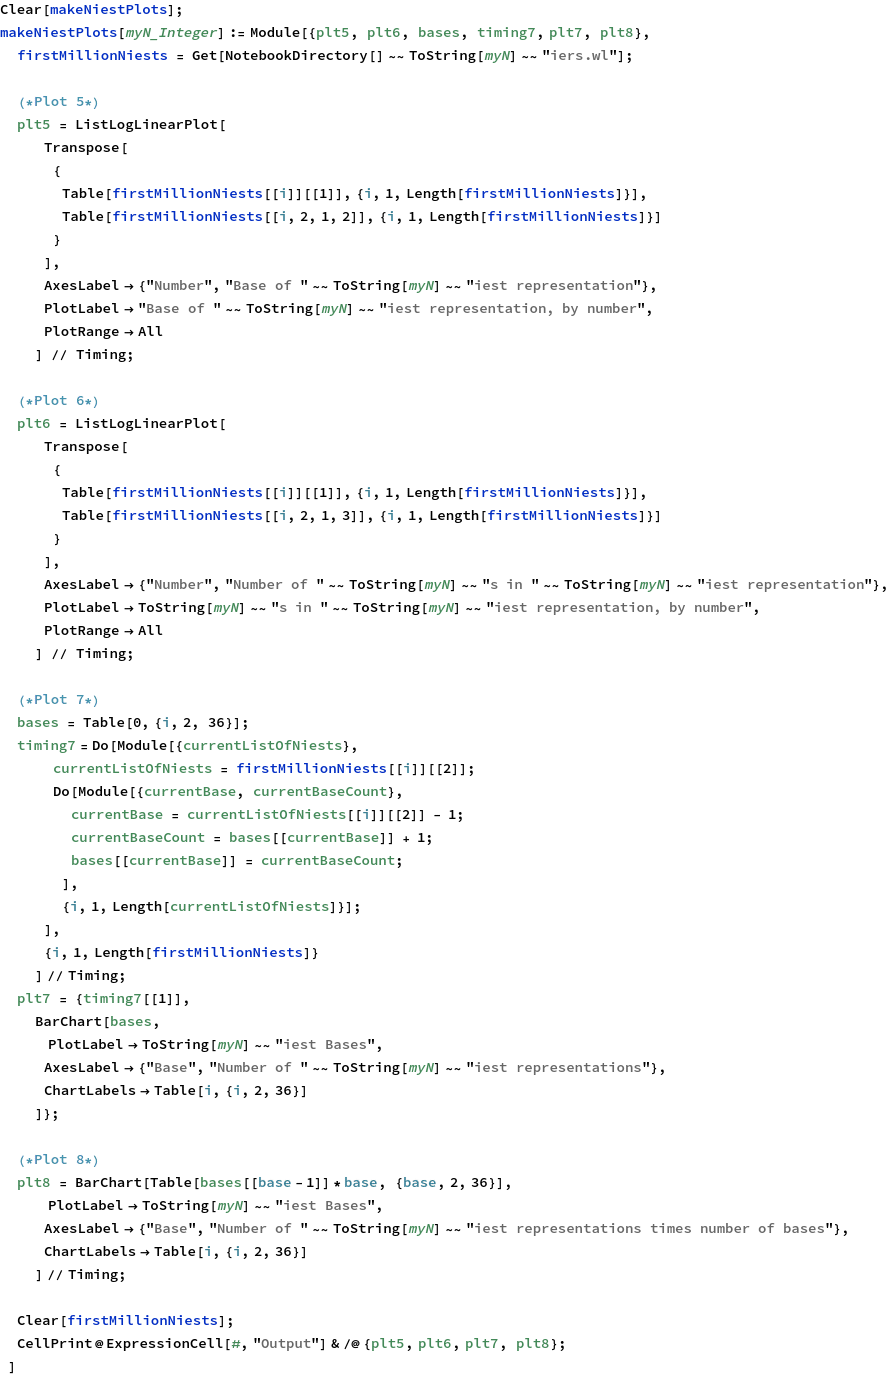 Clear[makeNiestPlots];
makeNiestPlots[myN_Integer] := Module[{plt5, plt6, bases, timing7, plt7, plt8},
firstMillionNiests = Get[NotebookDirectory[] ~~ ToString[myN] ~~ "iers.wl"];
(*Plot 5*)
plt5 = ListLogLinearPlot[
Transpose[
{
Table[firstMillionNiests[[i]][[1]], {i, 1, Length[firstMillionNiests]}],
Table[firstMillionNiests[[i, 2, 1, 2]], {i, 1, Length[firstMillionNiests]}]
}
],
AxesLabel → {"Number", "Base of " ~~ ToString[myN] ~~ "iest representation"},
PlotLabel → "Base of " ~~ ToString[myN] ~~ "iest representation, by number",
PlotRange → All
] // Timing;
(*Plot 6*)
plt6 = ListLogLinearPlot[
Transpose[
{
Table[firstMillionNiests[[i]][[1]], {i, 1, Length[firstMillionNiests]}],
Table[firstMillionNiests[[i, 2, 1, 3]], {i, 1, Length[firstMillionNiests]}]
}
],
AxesLabel → {"Number", "Number of " ~~ ToString[myN] ~~ "s in " ~~ ToString[myN] ~~ "iest representation"},
PlotLabel → ToString[myN] ~~ "s in " ~~ ToString[myN] ~~ "iest representation, by number",
PlotRange → All
] // Timing;
(*Plot 7*)
bases = Table[0, {i, 2, 36}];
timing7 = Do[Module[{currentListOfNiests},
currentListOfNiests = firstMillionNiests[[i]][[2]];
Do[Module[{currentBase, currentBaseCount},
currentBase = currentListOfNiests[[i]][[2]] - 1;
currentBaseCount = bases[[currentBase]] + 1;
bases[[currentBase]] = currentBaseCount;
],
{i, 1, Length[currentListOfNiests]}];
],
{i, 1, Length[firstMillionNiests]}
] // Timing;
plt7 = {timing7[[1]],
BarChart[bases,
PlotLabel → ToString[myN] ~~ "iest Bases",
AxesLabel → {"Base", "Number of " ~~ ToString[myN] ~~ "iest representations"},
ChartLabels → Table[i, {i, 2, 36}]
]};
(*Plot 8*)
plt8 = BarChart[Table[bases[[base - 1]] * base, {base, 2, 36}],
PlotLabel → ToString[myN] ~~ "iest Bases",
AxesLabel → {"Base", "Number of " ~~ ToString[myN] ~~ "iest representations times number of bases"},
ChartLabels → Table[i, {i, 2, 36}]
] // Timing;
Clear[firstMillionNiests];
CellPrint@ExpressionCell[#, "Output"] & /@ {plt5, plt6, plt7, plt8};
]